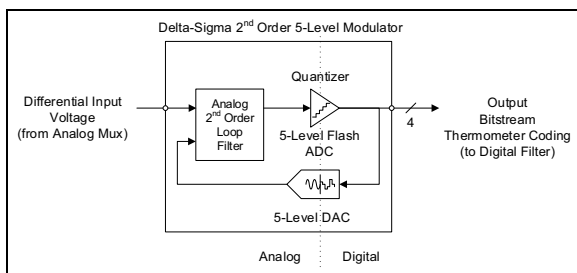 Delta-Sigma 2nd Order 5-Level Modulator
Differential Input
Voltage
(from Analog Mux)
Analog
2nd Order
Loop
Filter
Quantizer
5-Level Flash
ADC
4
Output
Bitstream
Thermometer Coding
(to Digital Filter)
5-Level DAC
Analog
Digital